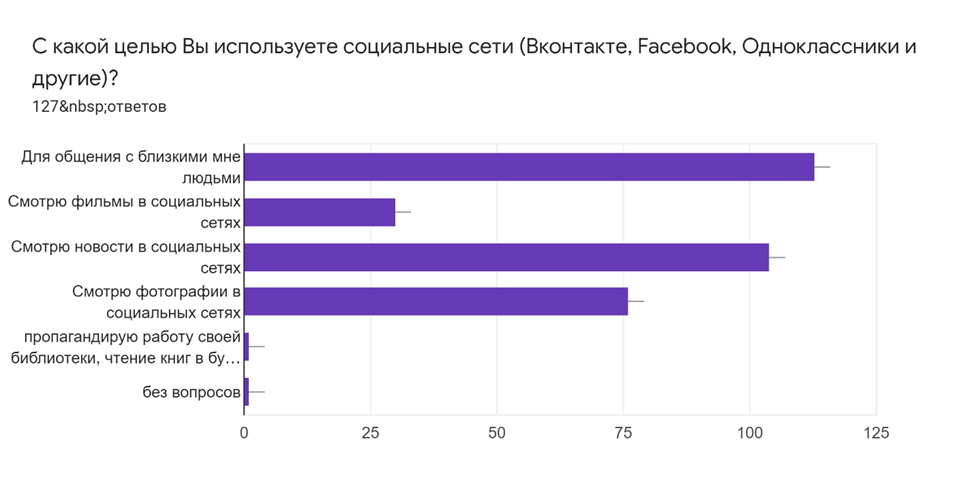 С какой целью Вы используете социальные сети (Вконтакте, Facebook, Одноклассники и
другие)?
127&nbsp;ответов
Для общения с близкими мне
людьми
Смотрю фильмы в социальных
сетях
Смотрю новости в социальных
сетях
Смотрю фотографии в
социальных сетях
пропагандирую работу своей
библиотеки, чтение книг в бу…
без вопросов
0 25 50 75 100 125